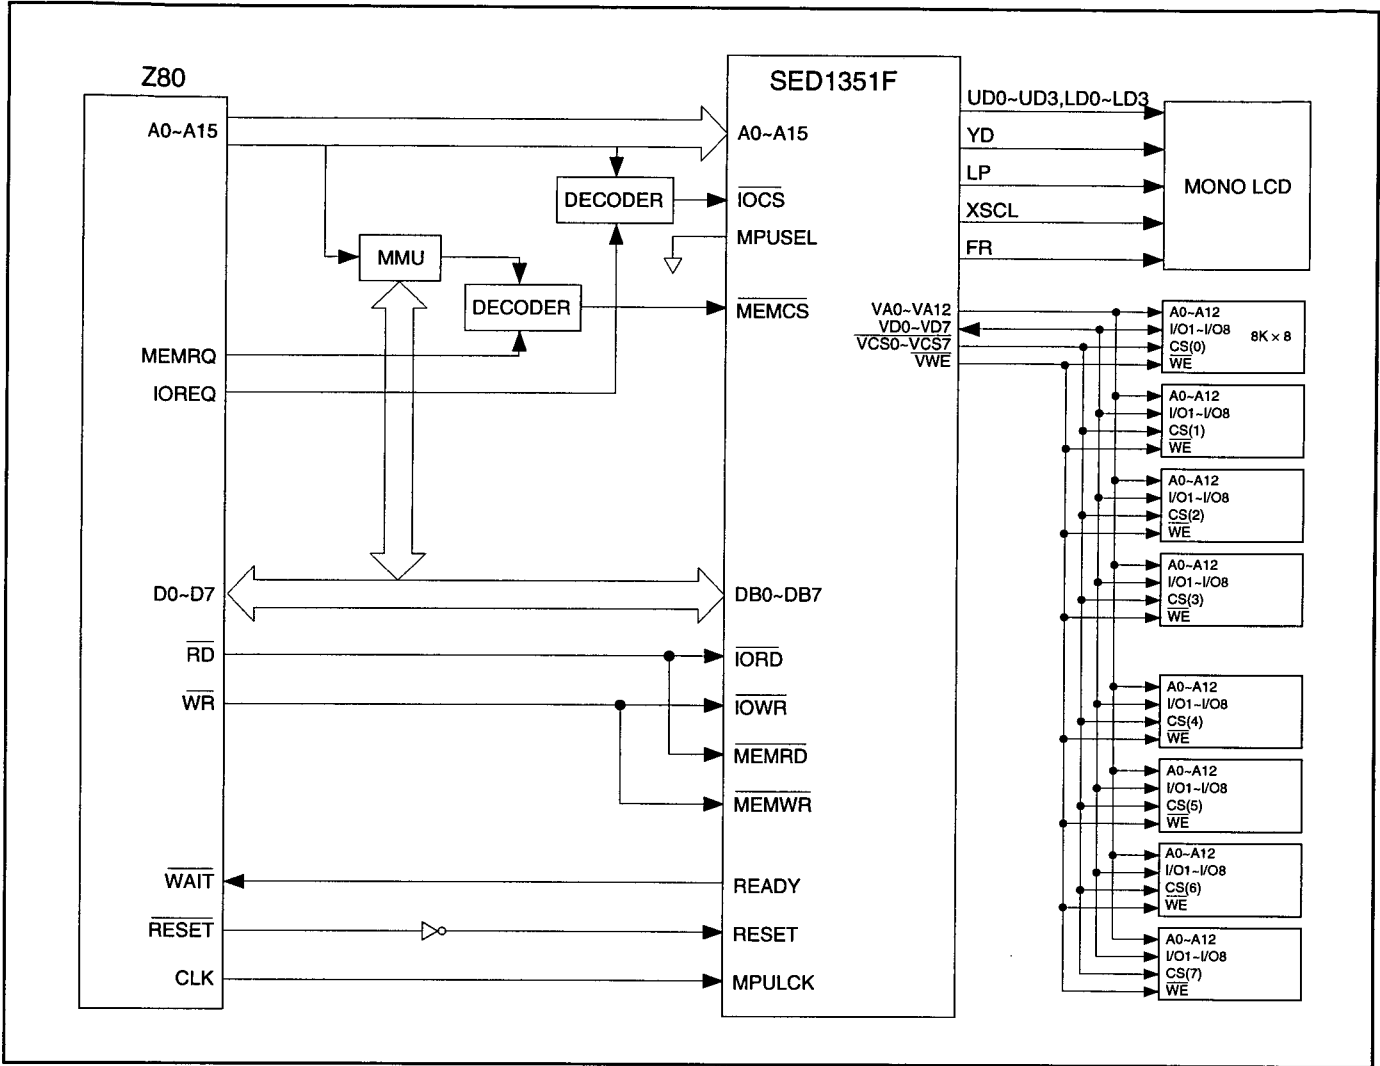 Z80
A0~A15
MEMRQ
IOREQ
D0~D7
RD
WR
WAIT
RESET
CLK
MMU
DECODER
DECODER
SED1351F
A0~A15
IOCS
MPUSEL
MEMCS
DB0~DB7
IORD
IOWR
MEMRD
MEMWR
READY
RESET
MPULCK
VA0~VA12
VD0~VD7
VCS0~VCS7
VWE
UD0~UD3,LD0~LD3
YD
LP
XSCL
FR
MONO LCD
A0~A12
I/O1~I/O8
CS(0)
WE
8K × 8
A0~A12
I/O1~I/O8
CS(1)
WE
A0~A12
I/O1~I/O8
CS(2)
WE
A0~A12
I/O1~I/O8
CS(3)
WE
A0~A12
I/O1~I/O8
CS(4)
WE
A0~A12
I/O1~I/O8
CS(5)
WE
A0~A12
I/O1~I/O8
CS(6)
WE
A0~A12
I/O1~I/O8
CS(7)
WE